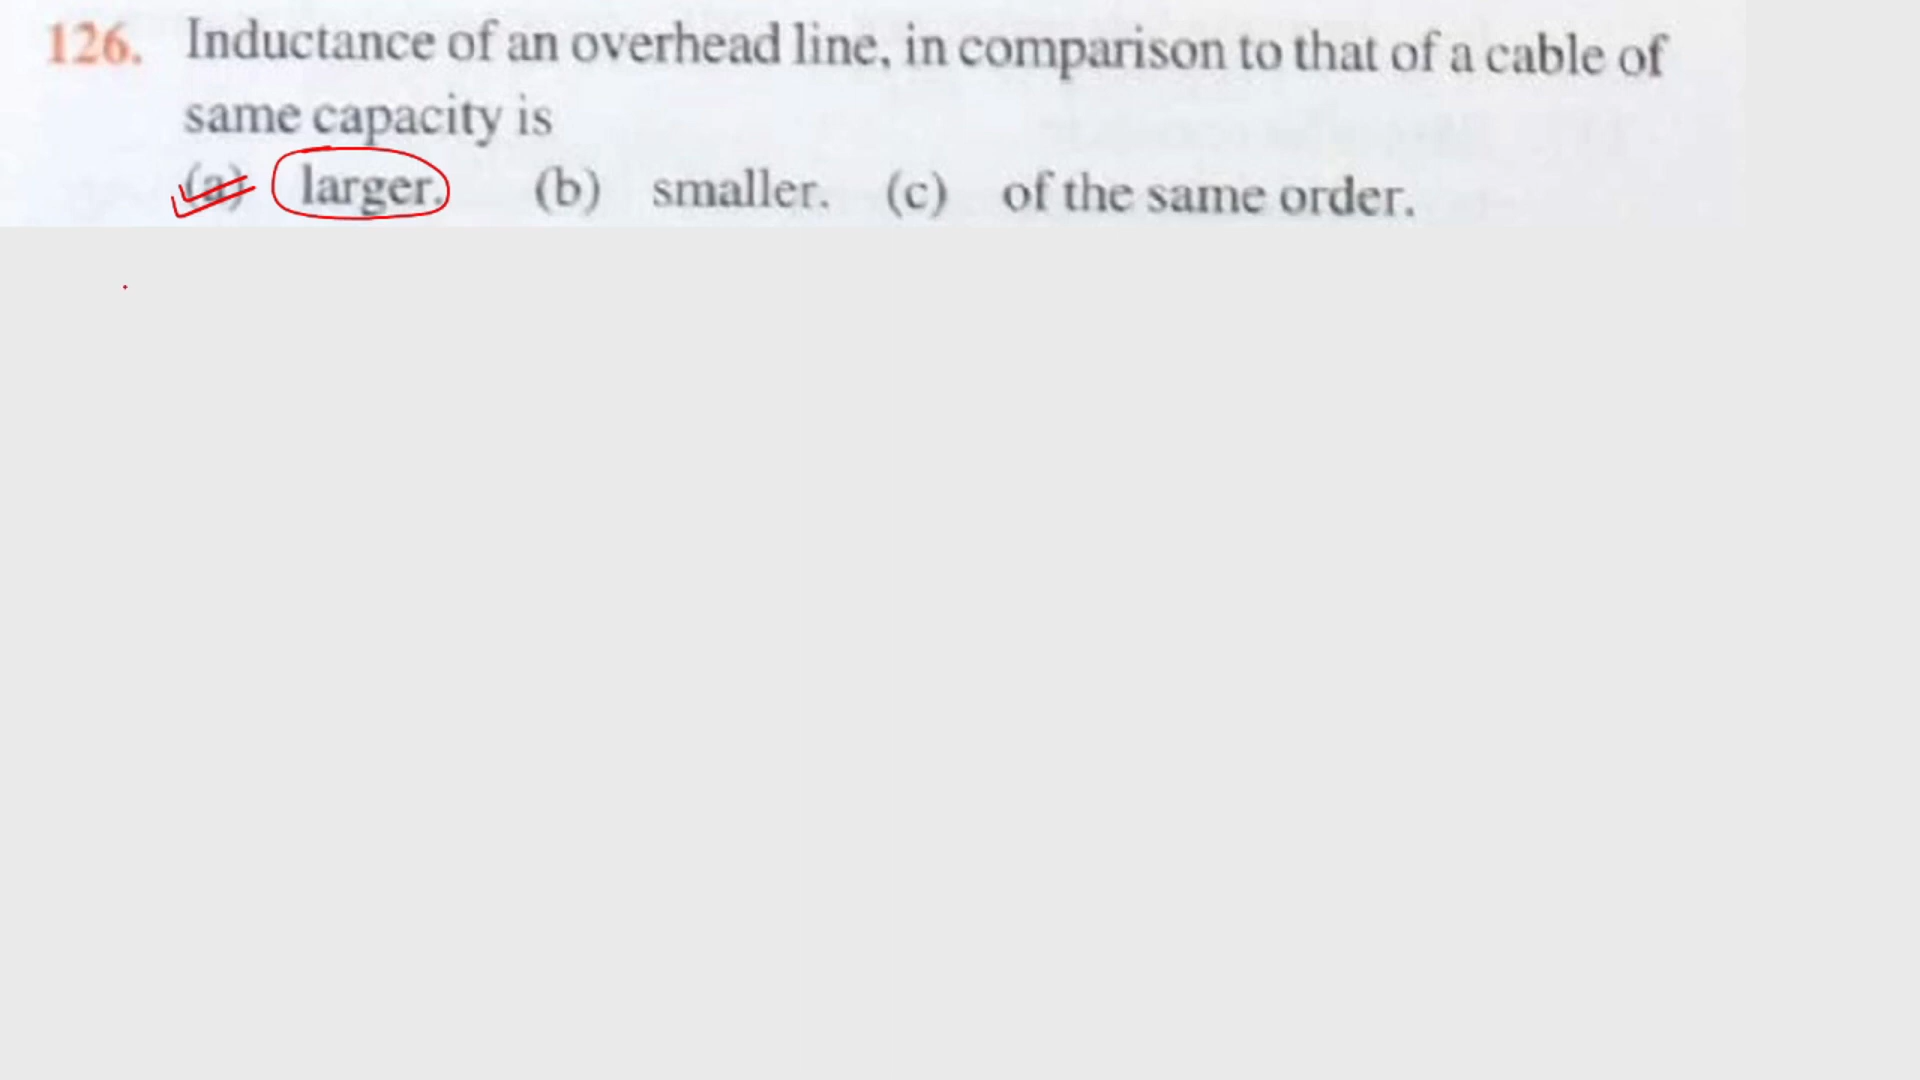 126. Inductance of an overhead line, in comparison to that of a cable of
same capacity is
(a) larger. (b) smaller. (c) of the same order.